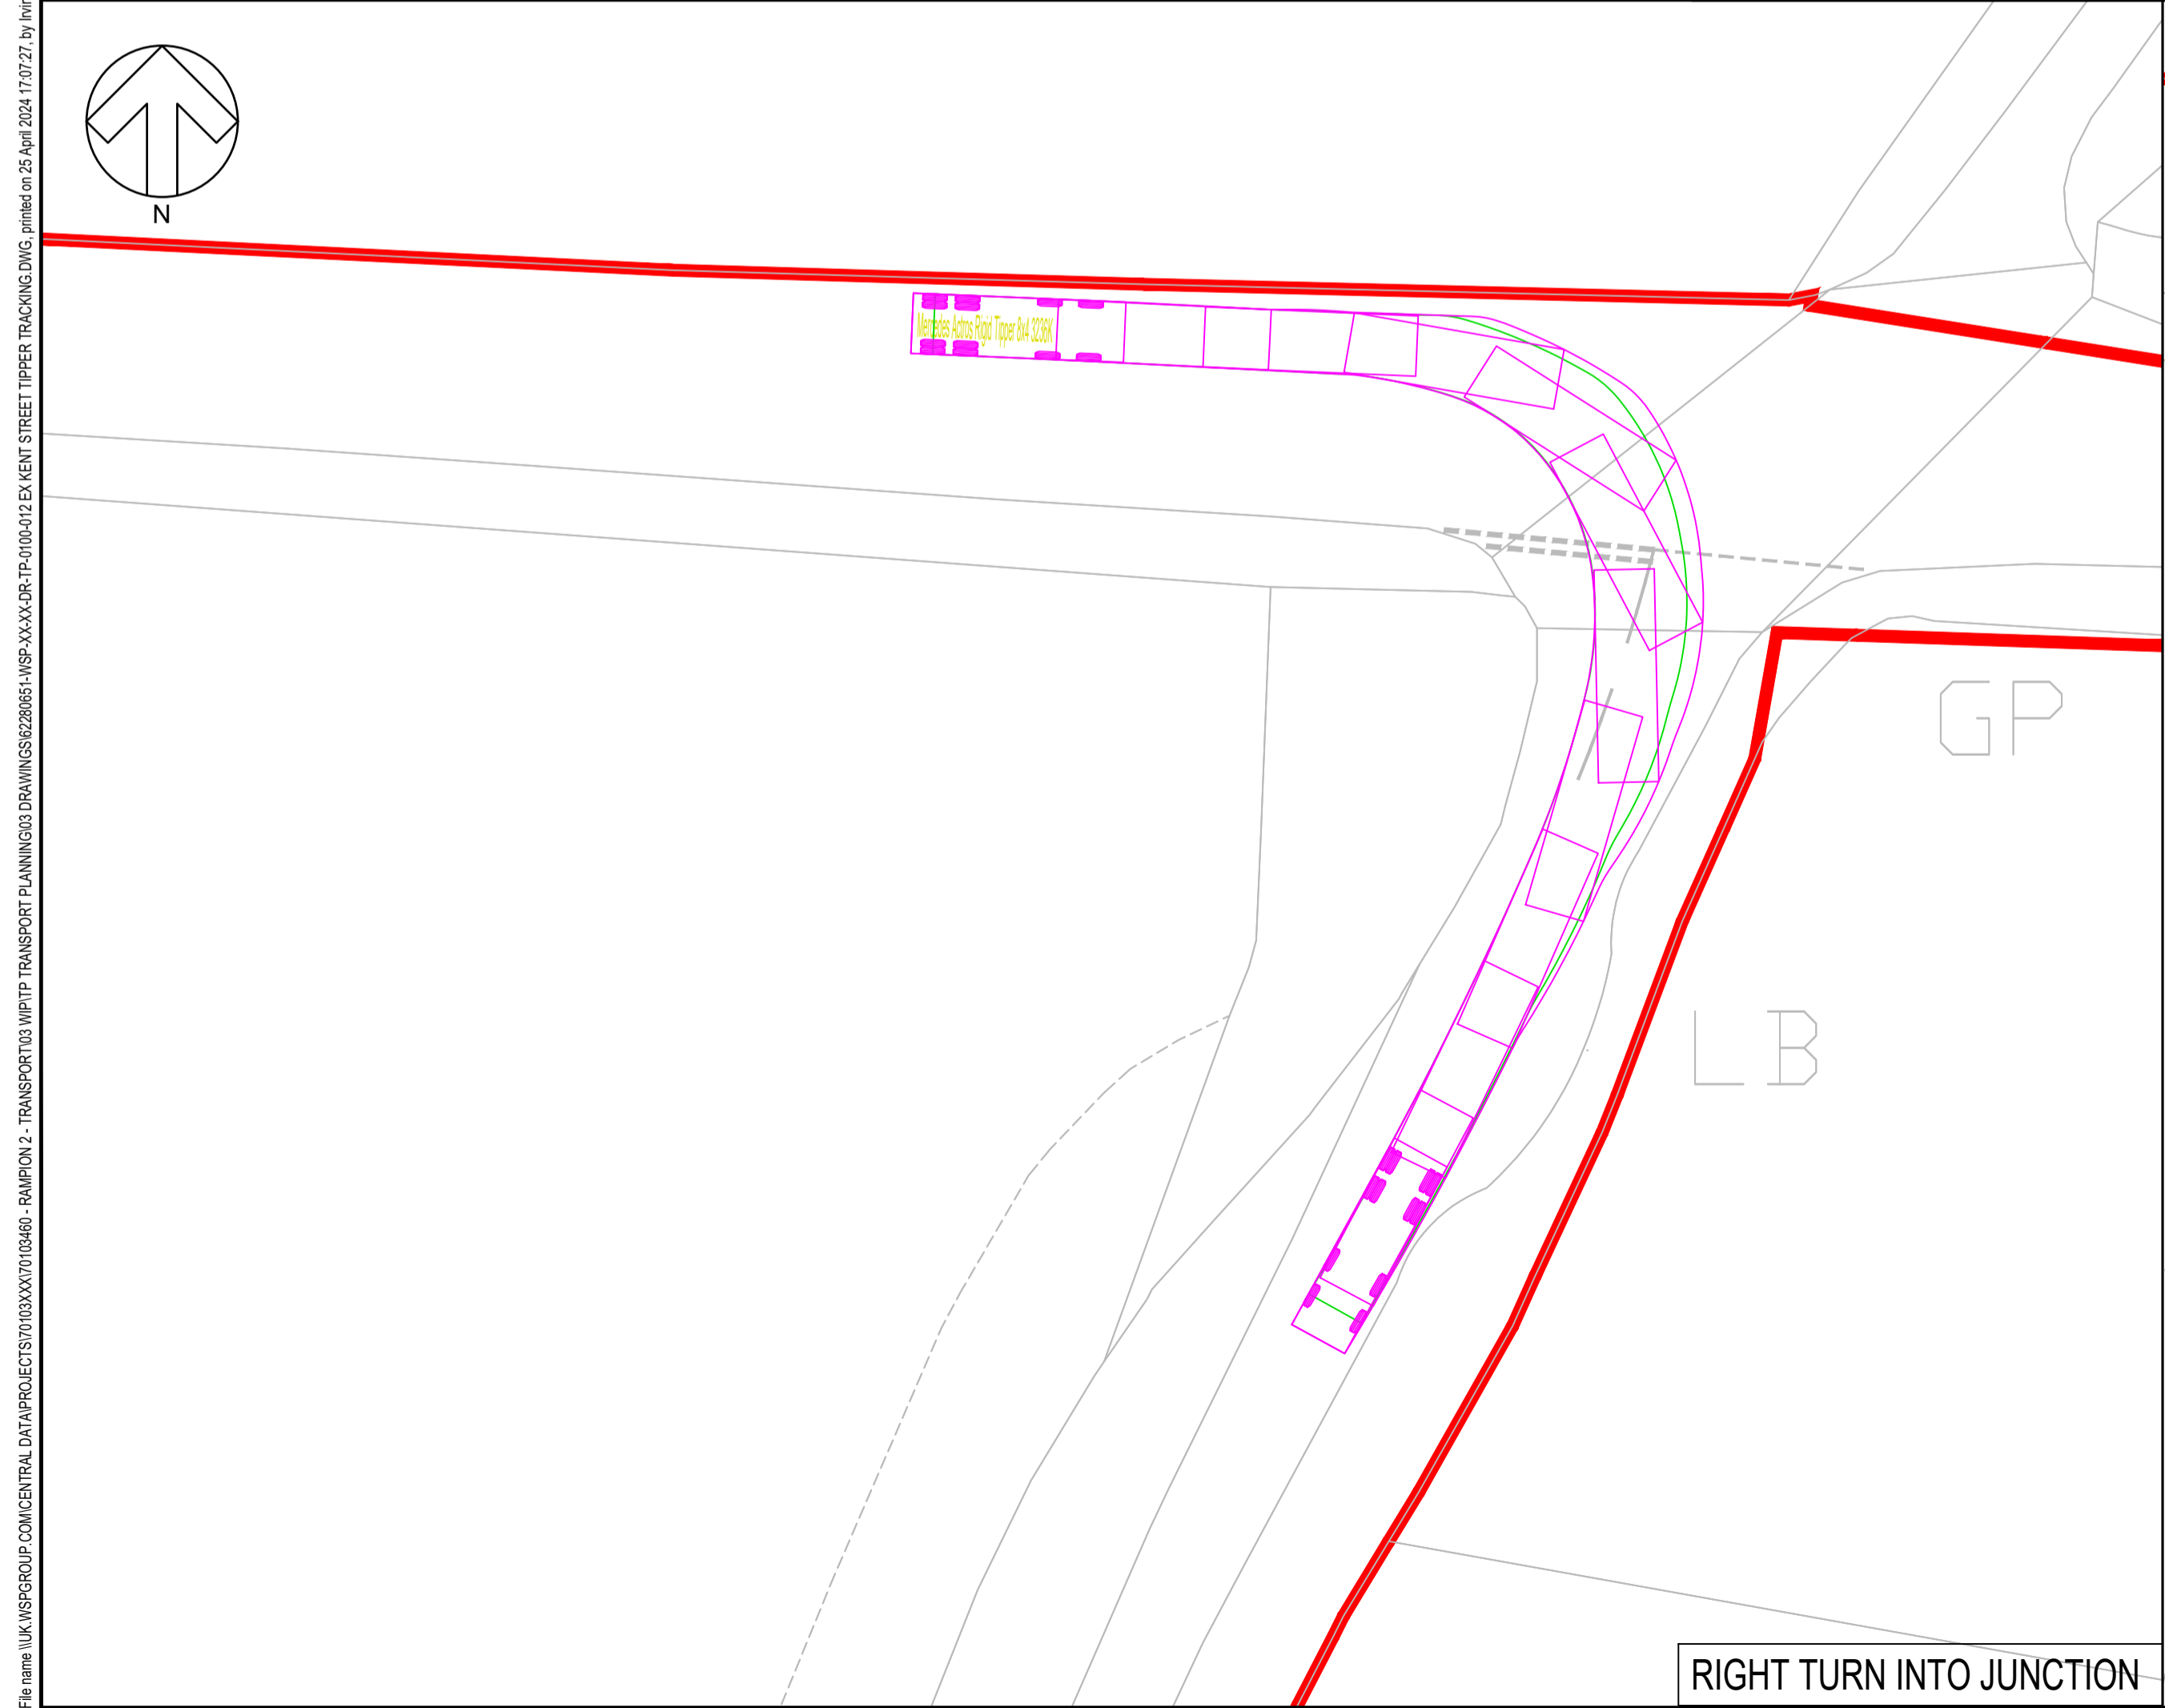 File name \\UK.WSPGROUP.COM\CENTRAL DATA\PROJECTS\70103XXX\70103460 - RAMPION 2 - TRANSPORT\03 WIP\TP TRANSPORT PLANNING\03 DRAWINGS\62280651-WSP-XX-XX-DR-TP-0100-012 EX KENT STREET TIPPER TRACKING.DWG, printed on 25 April 2024 17:07:27, by Irvin
N
Mercedes Actros Rigid Tipper 8x4 3236K
GP
LB
RIGHT TURN INTO JUNCTION